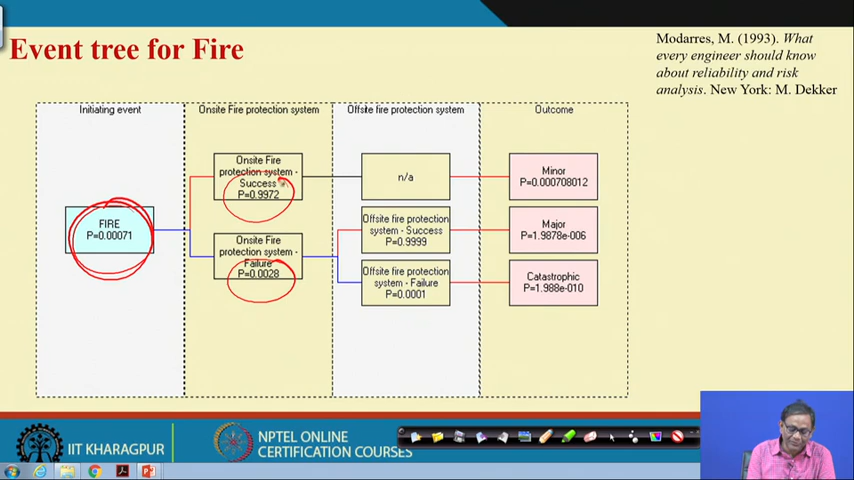 Event tree for Fire
Modarres, M. (1993). What
every engineer should know
about reliability and risk
analysis. New York: M. Dekker
Initiating event
Onsite Fire protection system
Offsite fire protection system
Outcome
FIRE
P=0.00071
Onsite Fire
protection system -
Success
P=0.9972
Onsite Fire
protection system -
Failure
P=0.0028
n/a
Offsite fire protection
system - Success
P=0.9999
Offsite fire protection
system - Failure
P=0.0001
Minor
P=0.000708012
Major
P=1.9878e-006
Catastrophic
P=1.988e-010
IIT KHARAGPUR
NPTEL ONLINE
CERTIFICATION COURSES